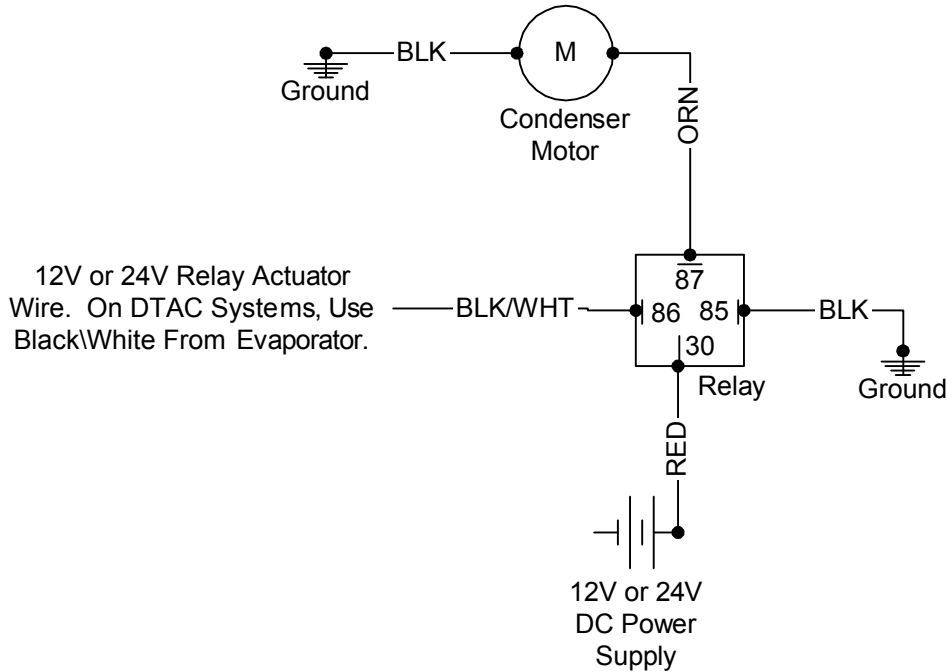 BLK
M
Ground
Condenser
Motor
ORN
12V or 24V Relay Actuator
Wire.  On DTAC Systems, Use
Black\White From Evaporator.
BLK/WHT
87
86
85
30
BLK
Relay
Ground
RED
12V or 24V
DC Power
Supply